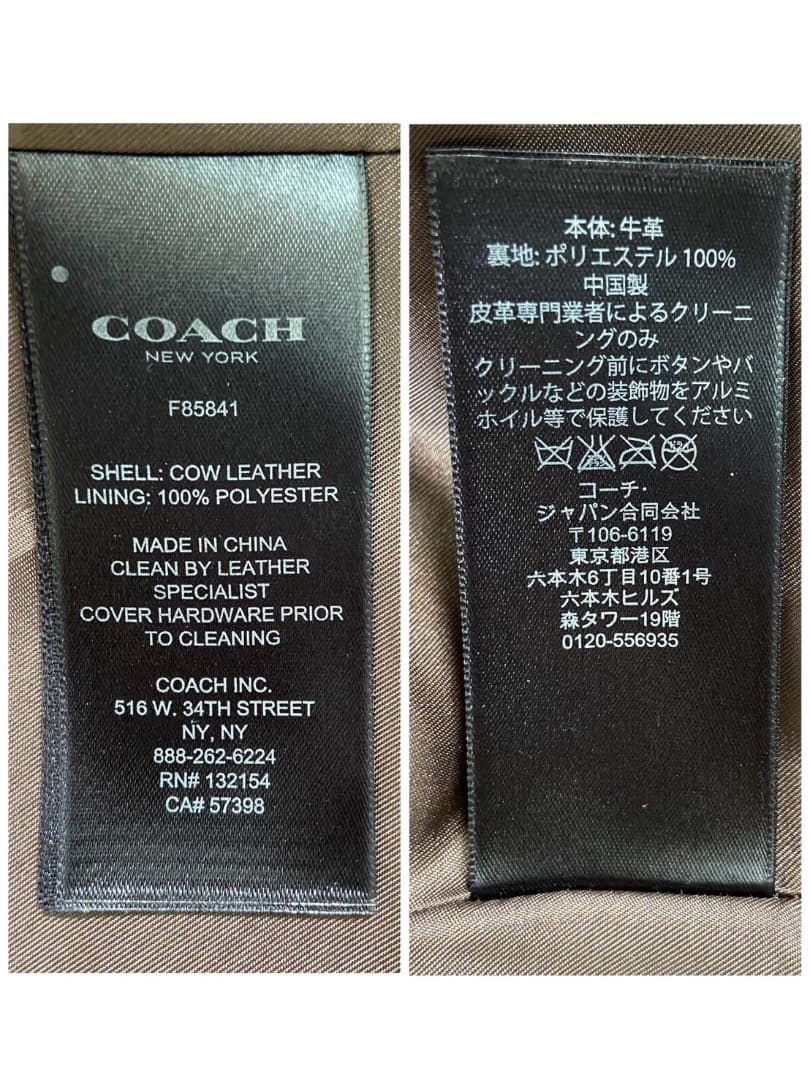 COACH
NEW YORK
F85841
SHELL: COW LEATHER
LINING: 100% POLYESTER
MADE IN CHINA
CLEAN BY LEATHER
SPECIALIST
COVER HARDWARE PRIOR
TO CLEANING
COACH INC.
516 W. 34TH STREET
NY, NY
888-262-6224
RN# 132154
CA# 57398
本体: 牛革
裏地: ポリエステル 100%
中国製
皮革専門業者によるクリーニ
ングのみ
クリーニング前にボタンやバ
ックルなどの装飾物をアルミ
ホイル等で保護してください
コーチ・
ジャパン合同会社
〒106-6119
東京都港区
六本木6丁目10番1号
六本木ヒルズ
森タワー19階
0120-556935